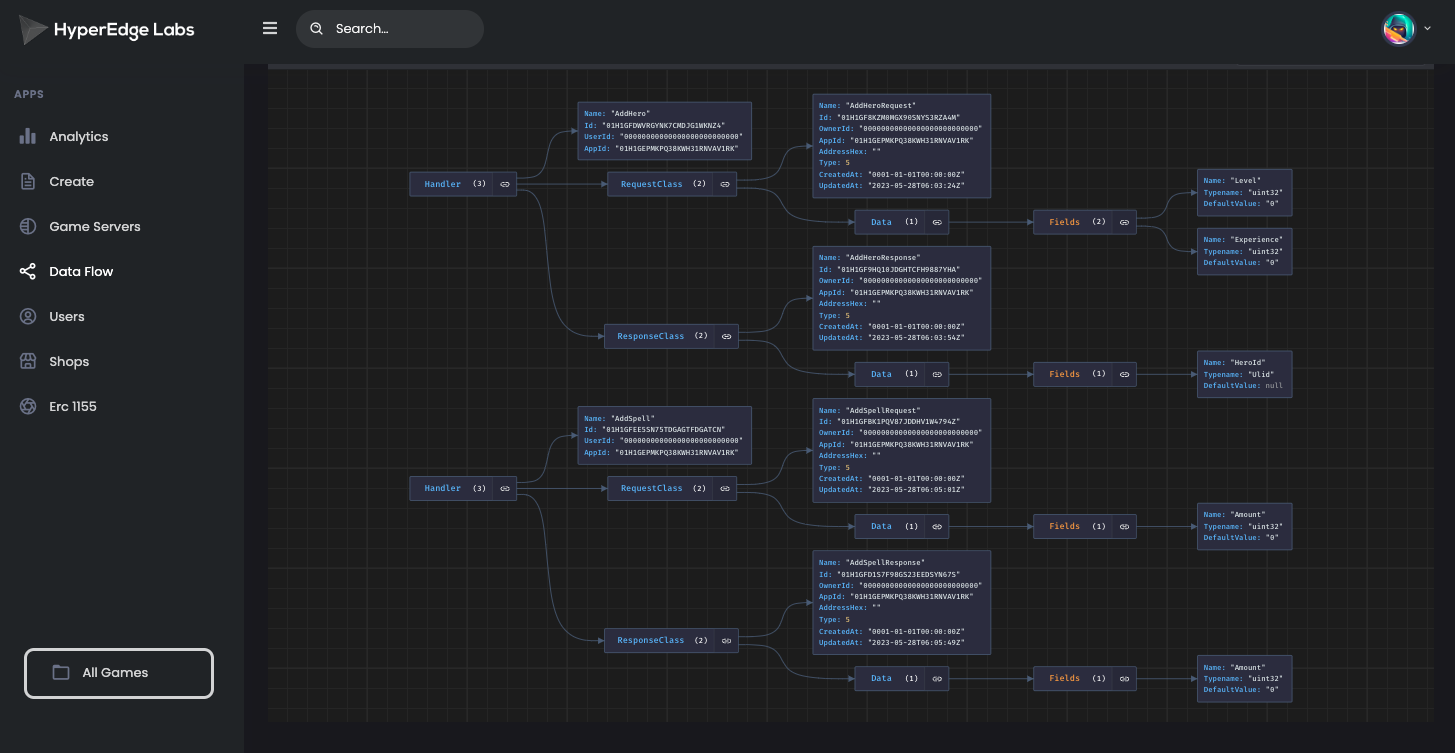 HyperEdge Labs
Search...
APPS
Analytics
Create
Game Servers
Data Flow
Users
Shops
Erc 1155
All Games
Handler (3)
Name: "AddHero"
Id: "01H1GFDWVRGYNK7CMDJG1WKNZ4"
UserId: "00000000000000000000000000"
AppId: "01H1GEPMKPQ38KWH31RNVAV1RK"
RequestClass (2)
Name: "AddHeroRequest"
Id: "01H1GF8KZM0MGX90SNYS3RZA4M"
OwnerId: "00000000000000000000000000"
AppId: "01H1GEPMKPQ38KWH31RNVAV1RK"
AddressHex: ""
Type: 5
CreatedAt: "0001-01-01T00:00:00Z"
UpdatedAt: "2023-05-28T06:03:24Z"
Data (1)
Fields (2)
Name: "Level"
Typename: "uint32"
DefaultValue: "0"
Name: "Experience"
Typename: "uint32"
DefaultValue: "0"
ResponseClass (2)
Name: "AddHeroResponse"
Id: "01H1GF9HQ10JDGHTCFH9887YHA"
OwnerId: "00000000000000000000000000"
AppId: "01H1GEPMKPQ38KWH31RNVAV1RK"
AddressHex: ""
Type: 5
CreatedAt: "0001-01-01T00:00:00Z"
UpdatedAt: "2023-05-28T06:03:54Z"
Data (1)
Fields (1)
Name: "HeroId"
Typename: "Ulid"
DefaultValue: null
Handler (3)
Name: "AddSpell"
Id: "01H1GFEE5SN75TDGAGTFDGATCN"
UserId: "00000000000000000000000000"
AppId: "01H1GEPMKPQ38KWH31RNVAV1RK"
RequestClass (2)
Name: "AddSpellRequest"
Id: "01H1GFBK1PQV87JDDHV1W4794Z"
OwnerId: "00000000000000000000000000"
AppId: "01H1GEPMKPQ38KWH31RNVAV1RK"
AddressHex: ""
Type: 5
CreatedAt: "0001-01-01T00:00:00Z"
UpdatedAt: "2023-05-28T06:05:01Z"
Data (1)
Fields (1)
Name: "Amount"
Typename: "uint32"
DefaultValue: "0"
ResponseClass (2)
Name: "AddSpellResponse"
Id: "01H1GFD1S7F98GS23EEDSYN67S"
OwnerId: "00000000000000000000000000"
AppId: "01H1GEPMKPQ38KWH31RNVAV1RK"
AddressHex: ""
Type: 5
CreatedAt: "0001-01-01T00:00:00Z"
UpdatedAt: "2023-05-28T06:05:49Z"
Data (1)
Fields (1)
Name: "Amount"
Typename: "uint32"
DefaultValue: "0"